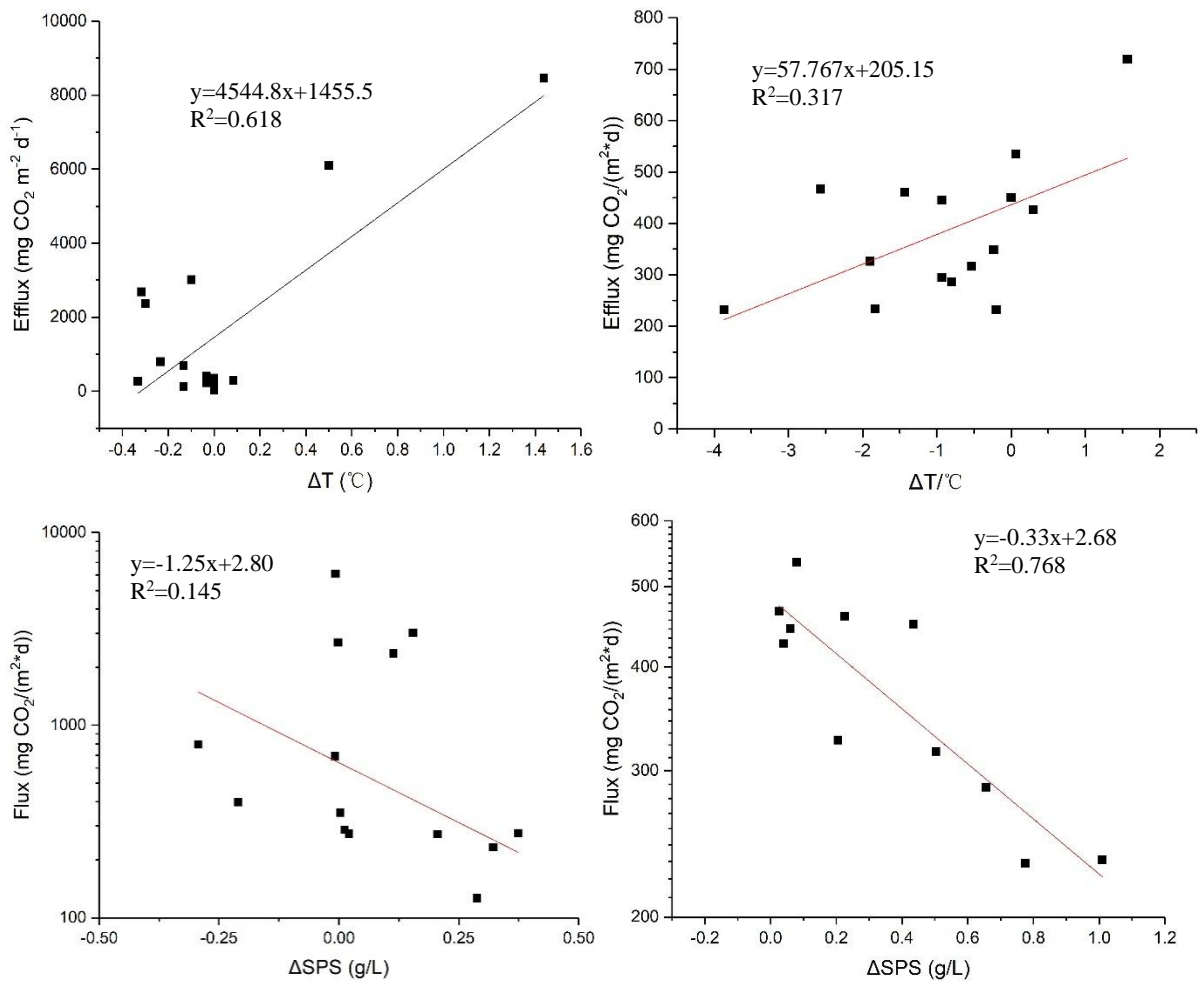 10000
8000
6000
4000
2000
0
Efflux (mg CO₂ m⁻² d⁻¹)
y=4544.8x+1455.5
R²=0.618
-0.4 -0.2 0.0 0.2 0.4 0.6 0.8 1.0 1.2 1.4 1.6
ΔT (℃)
800
700
600
500
400
300
200
100
0
Efflux (mg CO₂/(m²*d))
y=57.767x+205.15
R²=0.317
-4 -3 -2 -1 0 1 2
ΔT/℃
10000
1000
100
Flux (mg CO₂/(m²*d))
y=-1.25x+2.80
R²=0.145
-0.50 -0.25 0.00 0.25 0.50
ΔSPS (g/L)
600
500
400
300
200
Flux (mg CO₂/(m²*d))
y=-0.33x+2.68
R²=0.768
-0.2 0.0 0.2 0.4 0.6 0.8 1.0 1.2
ΔSPS (g/L)